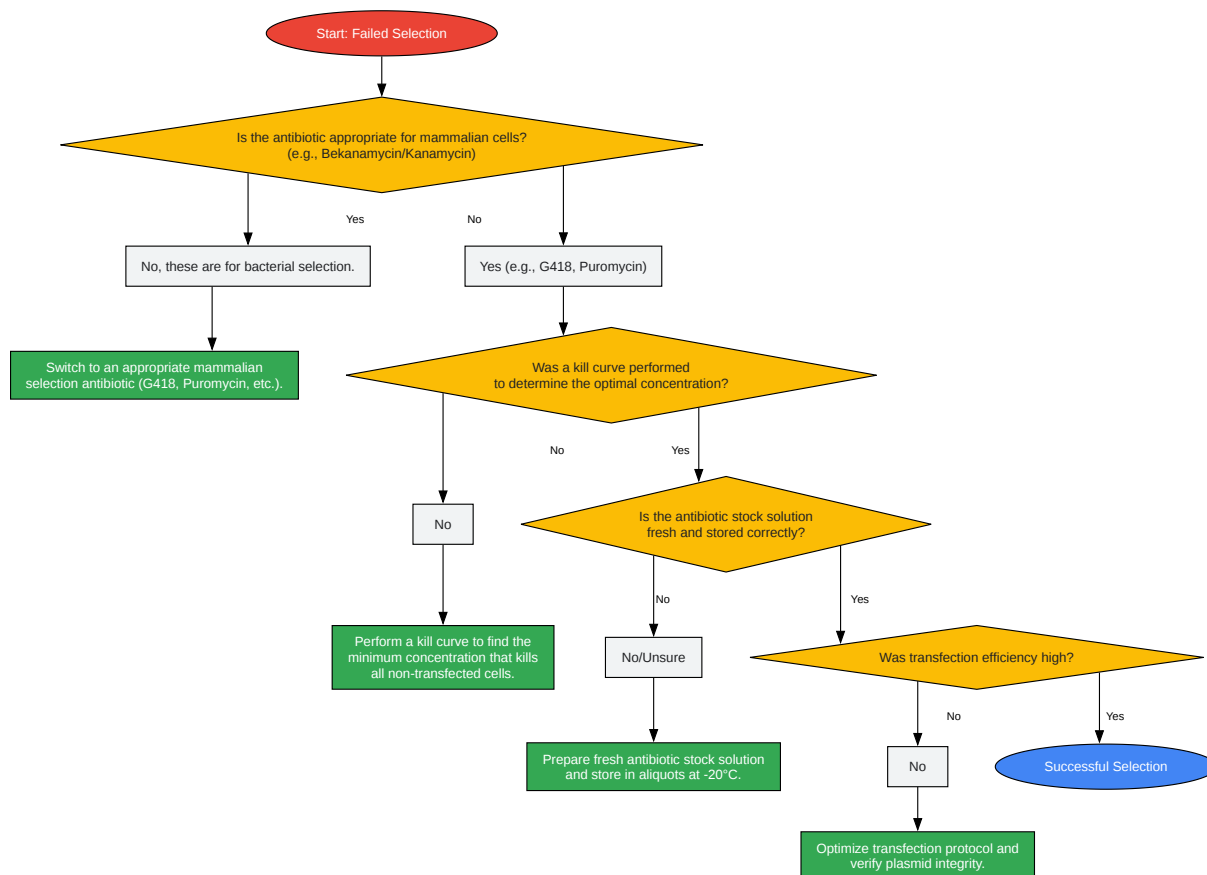 Start: Failed Selection
Is the antibiotic appropriate for mammalian cells?
(e.g., Bekanamycin/Kanamycin)
Yes
No
No, these are for bacterial selection.
Yes (e.g., G418, Puromycin)
Switch to an appropriate mammalian
selection antibiotic (G418, Puromycin, etc.).
Was a kill curve performed
to determine the optimal concentration?
No
Yes
No
Is the antibiotic stock solution
fresh and stored correctly?
No
Yes
Perform a kill curve to find the
minimum concentration that kills
all non-transfected cells.
No/Unsure
Was transfection efficiency high?
No
Yes
Prepare fresh antibiotic stock solution
and store in aliquots at -20°C.
No
Successful Selection
Optimize transfection protocol and
verify plasmid integrity.